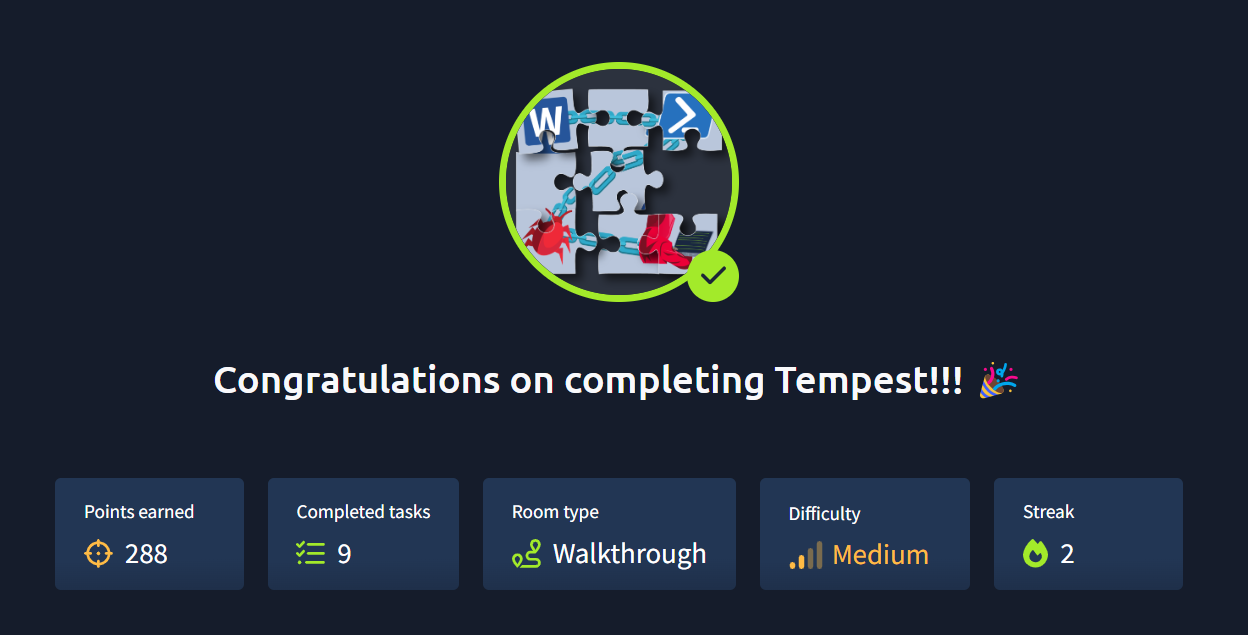 W
Congratulations on completing Tempest!!! 🎉
Points earned
288
Completed tasks
9
Room type
Walkthrough
Difficulty
Medium
Streak
2